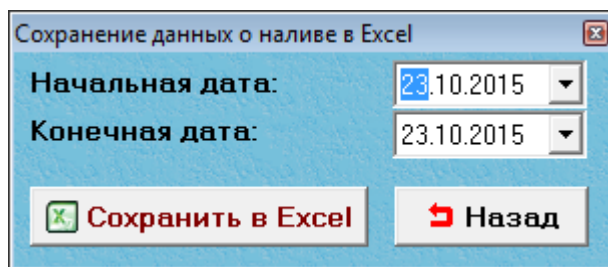 Сохранение данных о наливе в Excel
Начальная дата: 23.10.2015
Конечная дата: 23.10.2015
Сохранить в Excel Назад